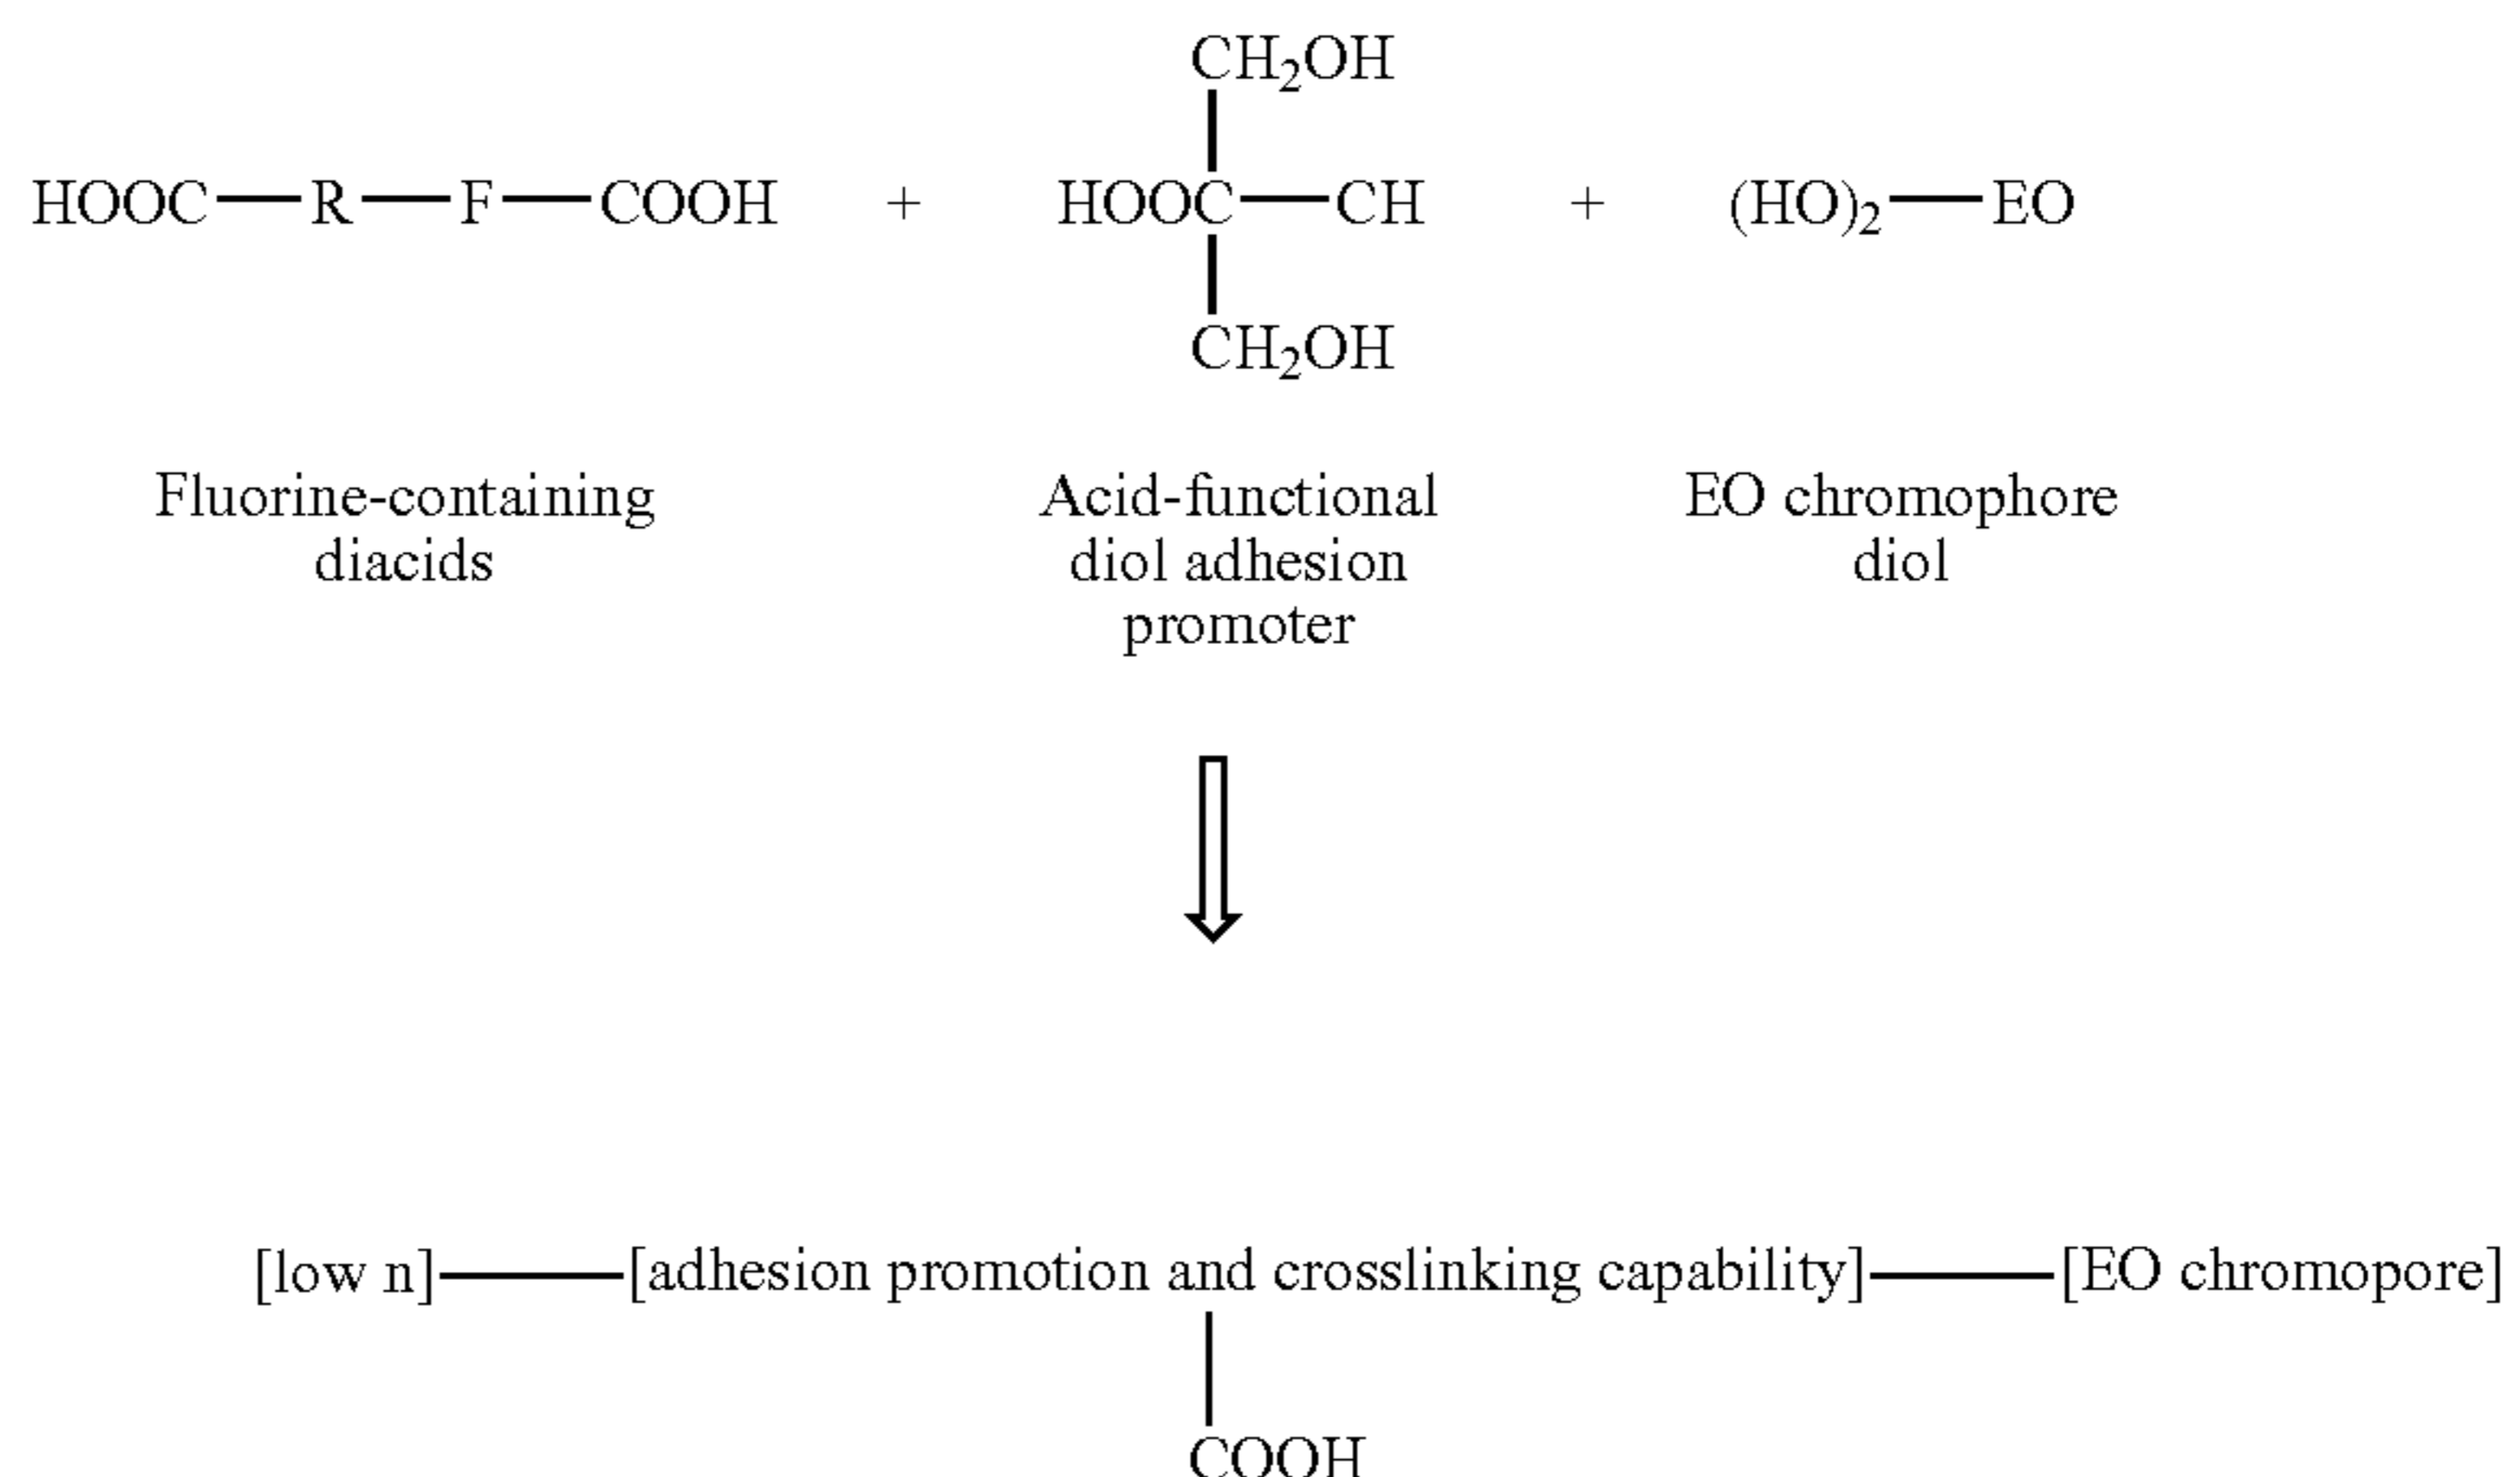 CH2OH
HOOC—R—F—COOH + HOOC—CH + (HO)2—EO
CH2OH
Fluorine-containing
diacids
Acid-functional
diol adhesion
promoter
EO chromophore
diol
[low n]—[adhesion promotion and crosslinking capability]—[EO chromopore]
COOH